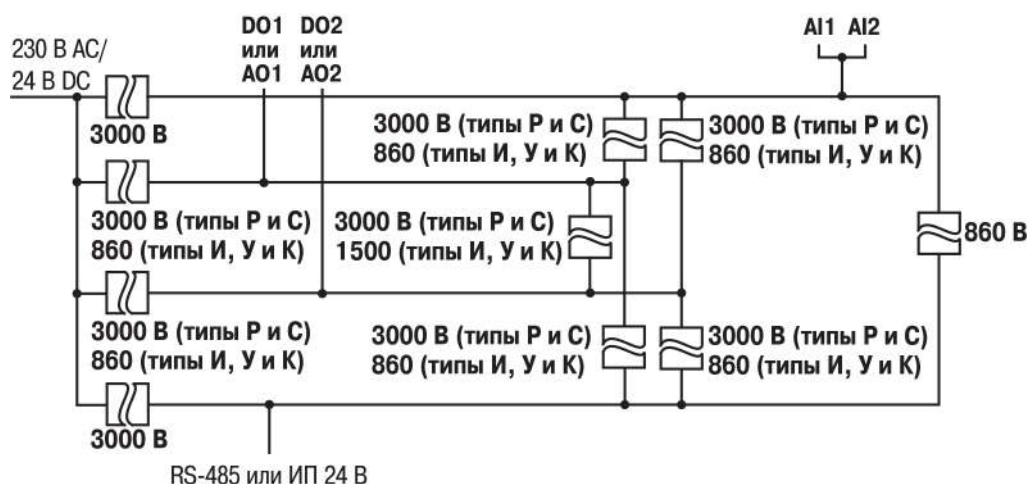 DO1 DO2
или или
AO1 AO2
AI1 AI2
230 В AC/
24 В DC
3000 В
3000 В (типы Р и С)
860 (типы И, У и К)
3000 В (типы Р и С)
860 (типы И, У и К)
3000 В (типы Р и С)
860 (типы И, У и К)
3000 В (типы Р и С)
1500 (типы И, У и К)
860 В
3000 В (типы Р и С)
860 (типы И, У и К)
3000 В (типы Р и С)
860 (типы И, У и К)
3000 В (типы Р и С)
860 (типы И, У и К)
3000 В
RS-485 или ИП 24 В